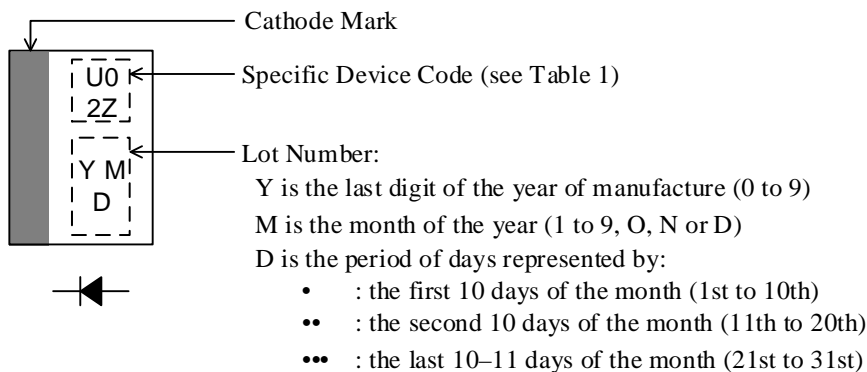 Cathode Mark
U0
2Z
Specific Device Code (see Table 1)
Y M
D
Lot Number:
Y is the last digit of the year of manufacture (0 to 9)
M is the month of the year (1 to 9, O, N or D)
D is the period of days represented by:
• : the first 10 days of the month (1st to 10th)
•• : the second 10 days of the month (11th to 20th)
••• : the last 10–11 days of the month (21st to 31st)